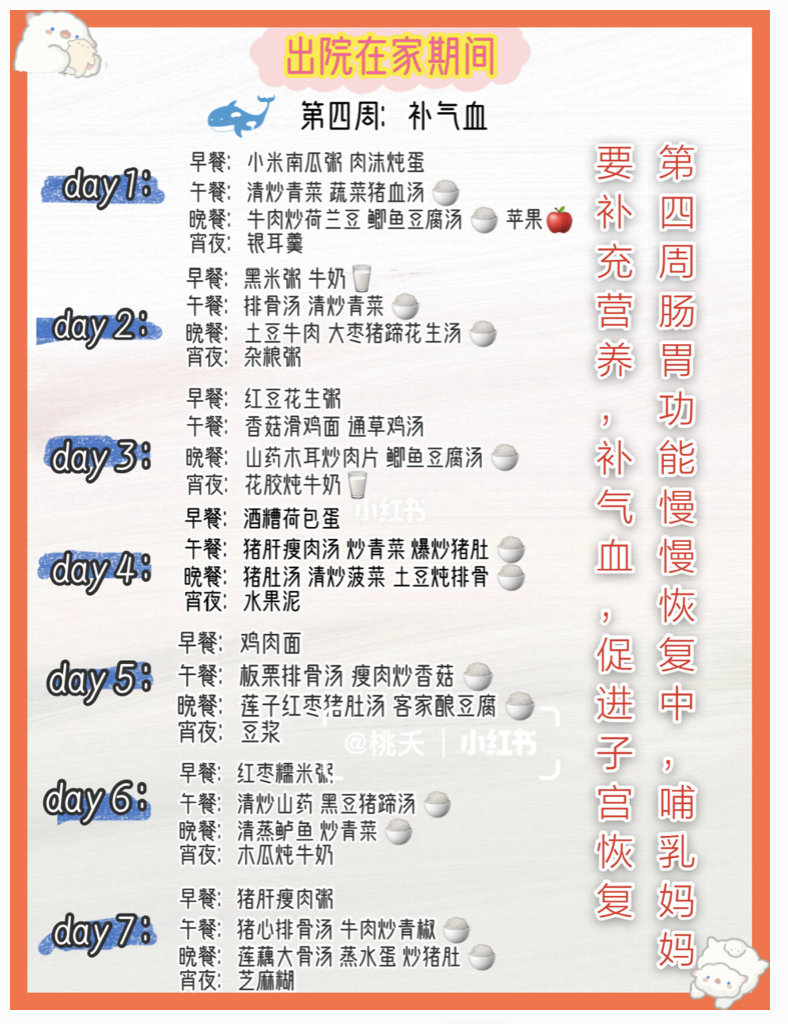 出院在家期间
第四周：补气血
day 1：
早餐：小米南瓜粥 肉沫炖蛋
午餐：清炒青菜 蔬菜猪血汤
晚餐：牛肉炒荷兰豆 鲫鱼豆腐汤 苹果
宵夜：银耳羹
day 2：
早餐：黑米粥 牛奶
午餐：排骨汤 清炒青菜
晚餐：土豆牛肉 大枣猪蹄花生汤
宵夜：杂粮粥
day 3：
早餐：红豆花生粥
午餐：香菇滑鸡面 通草鸡汤
晚餐：山药木耳炒肉片 鲫鱼豆腐汤
宵夜：花胶炖牛奶
小红书
day 4：
早餐：酒糟荷包蛋
午餐：猪肝瘦肉汤 炒青菜 爆炒猪肚
晚餐：猪肚汤 清炒菠菜 土豆炖排骨
宵夜：水果泥
day 5：
早餐：鸡肉面
午餐：板栗排骨汤 瘦肉炒香菇
晚餐：莲子红枣猪肚汤 客家酿豆腐
宵夜：豆浆
@桃夭 | 小红书
day 6：
早餐：红枣糯米粥
午餐：清炒山药 黑豆猪蹄汤
晚餐：清蒸鲈鱼 炒青菜
宵夜：木瓜炖牛奶
day 7：
早餐：猪肝瘦肉粥
午餐：猪心排骨汤 牛肉炒青椒
晚餐：莲藕大骨汤 蒸水蛋 炒猪肚
宵夜：芝麻糊
第四周肠胃功能慢慢恢复中，哺乳妈妈
要补充营养，补气血，促进子宫恢复